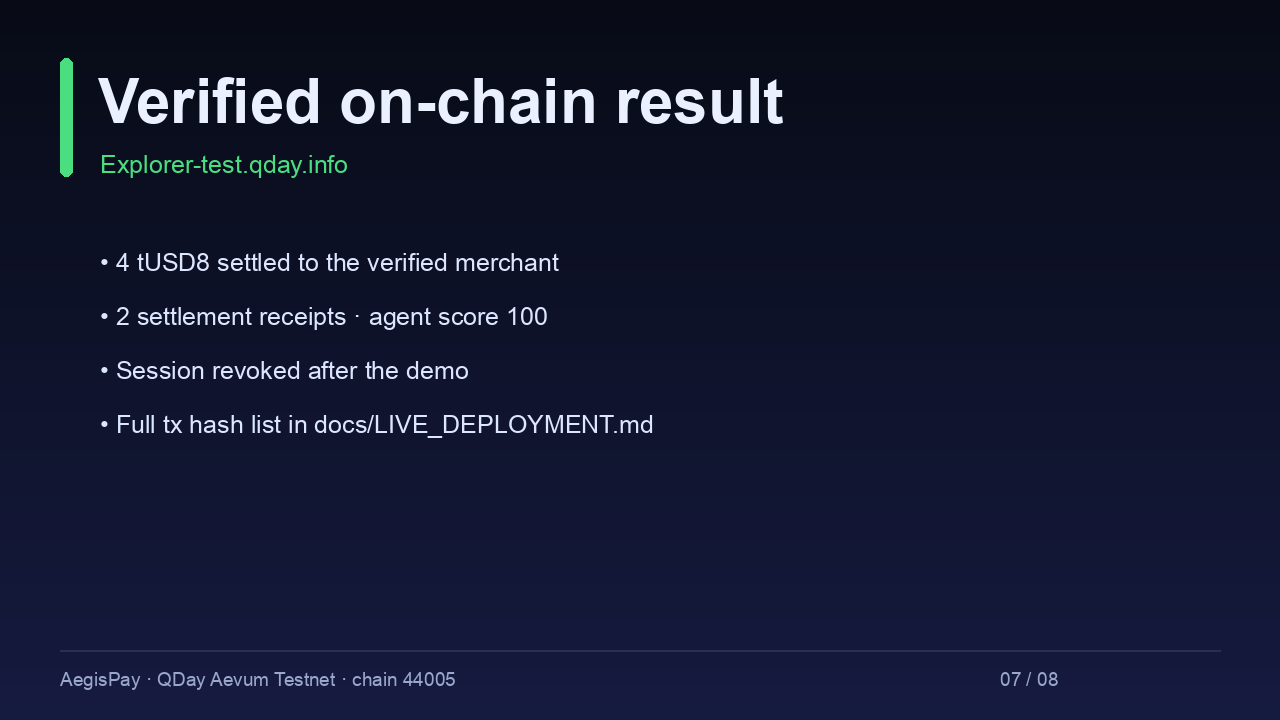 Verified on-chain result
Explorer-test.qday.info
• 4 tUSD8 settled to the verified merchant
• 2 settlement receipts · agent score 100
• Session revoked after the demo
• Full tx hash list in docs/LIVE_DEPLOYMENT.md
AegisPay · QDay Aevum Testnet · chain 44005
07 / 08